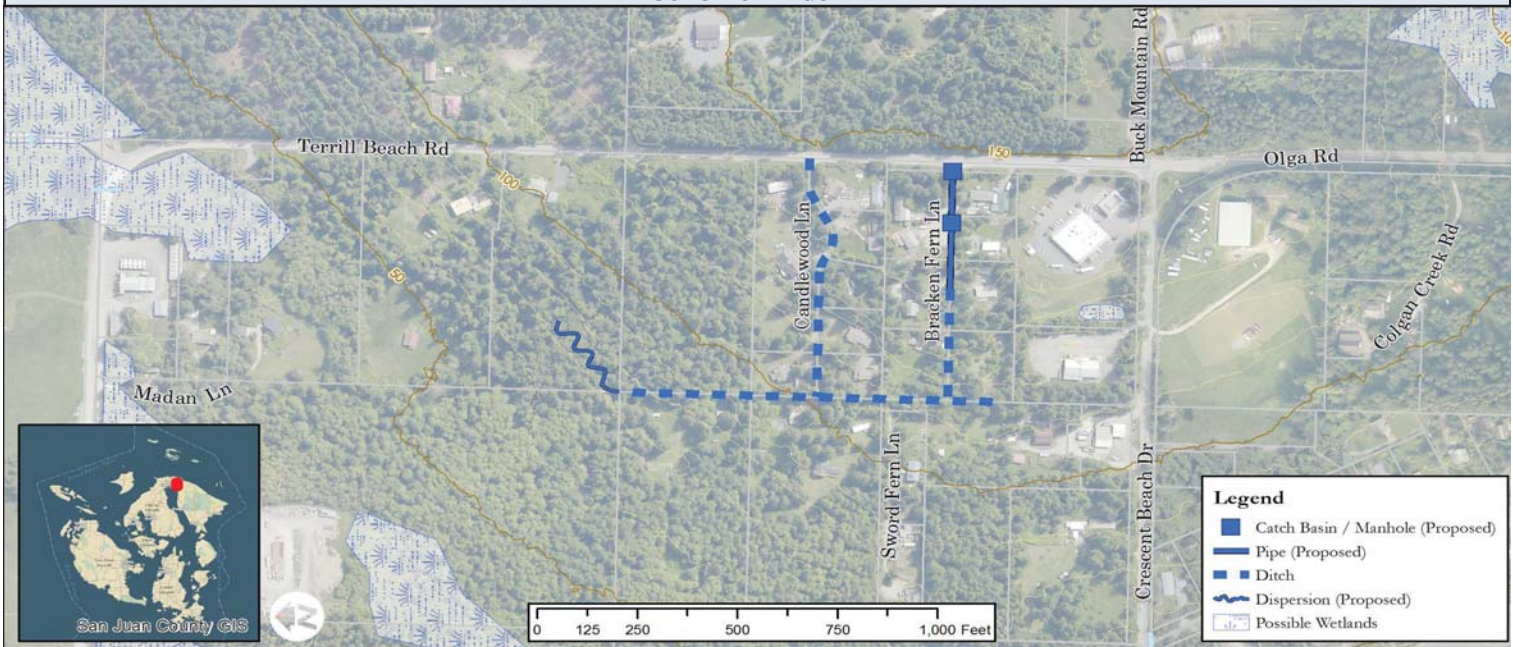 Buck Mountain Rd
Terrill Beach Rd
150
Olga Rd
100
100
Candlewood Ln
Bracken Fern Ln
Colgan Creek Rd
50
Madan Ln
Sword Fern Ln
Crescent Beach Dr
San Juan County GIS
N
0 125 250 500 750 1,000 Feet
Legend
Catch Basin / Manhole (Proposed)
Pipe (Proposed)
Ditch
Dispersion (Proposed)
Possible Wetlands